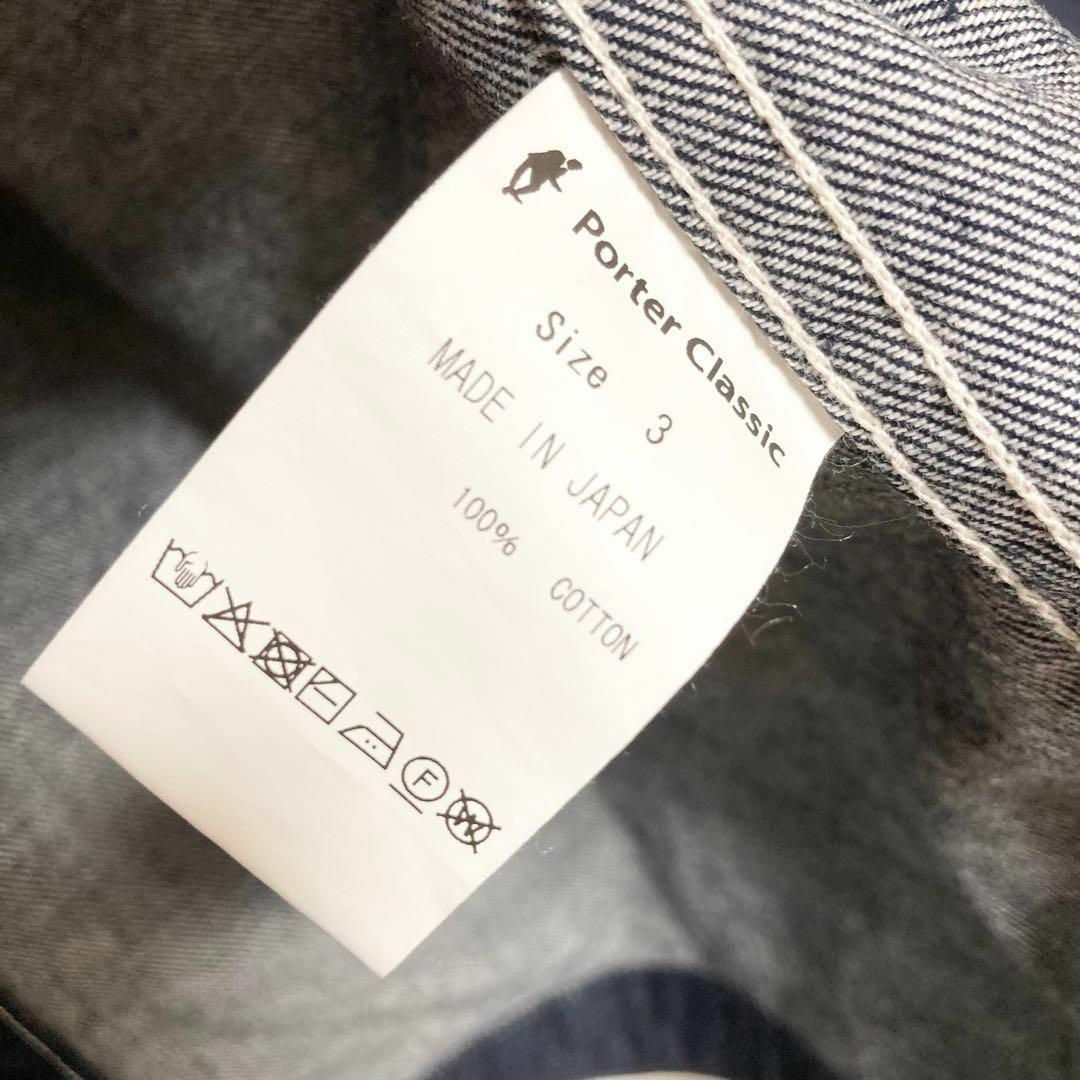 Porter Classic
Size 3
MADE IN JAPAN
100% COTTON
F
W